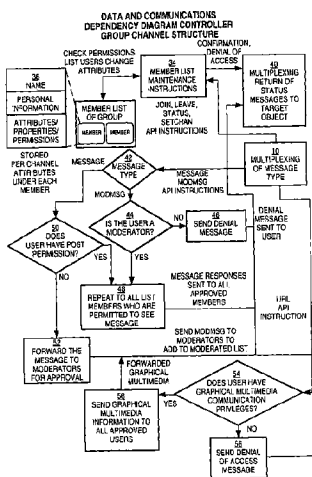 DATA AND COMMUNICATIONS
DEPENDENCY DIAGRAM CONTROLLER
GROUP CHANNEL STRUCTURE
CHECK PERMISSIONS
LIST USERS CHANGE
ATTRIBUTES
CONFIRMATION,
DENIAL OF
ACCESS
36
NAME
PERSONAL
INFORMATION
ATTRIBUTES/
PROPERTIES/
PERMISSIONS
STORED
PER CHANNEL
ATTRIBUTES
UNDER EACH
MEMBER
MEMBER LIST
OF GROUP
MEMBER
MEMBER
34
MEMBER LIST
MAINTENANCE
INSTRUCTIONS
JOIN, LEAVE,
STATUS,
SETCHAN
API INSTRUCTIONS
40
MULTIPLEXING
RETURN OF
STATUS
MESSAGES TO
TARGET
OBJECT
10
MULTIPLEXING
OF MESSAGE
TYPE
MESSAGE
42
MESSAGE
TYPE
MESSAGE
MODMSG
API INSTRUCTIONS
MODMSG
44
IS THE USER A
MODERATOR?
NO
46
SEND DENIAL
MESSAGE
DENIAL
MESSAGE
SENT TO
USER
50
DOES
USER HAVE POST
PERMISSION?
YES
YES
NO
48
REPEAT TO ALL LIST
MEMBERS WHO ARE
PERMITTED TO SEE
MESSAGE
MESSAGE RESPONSES
SENT TO ALL
APPROVED
MEMBERS
52
FORWARD THE
MESSAGE TO
MODERATORS
FOR APPROVAL
SEND MODMSG TO
MODERATORS TO
ADD TO MODERATED LIST
URL
API
INSTRUCTION
FORWARDED
GRAPHICAL
MULTIMEDIA
54
DOES USER HAVE
GRAPHICAL MULTIMEDIA
COMMUNICATION
PRIVLEGES?
YES
NO
56
SEND GRAPHICAL
MULTIMEDIA
INFORMATION TO
ALL APPROVED
USERS
58
SEND DENIAL
OF ACCESS
MESSAGE